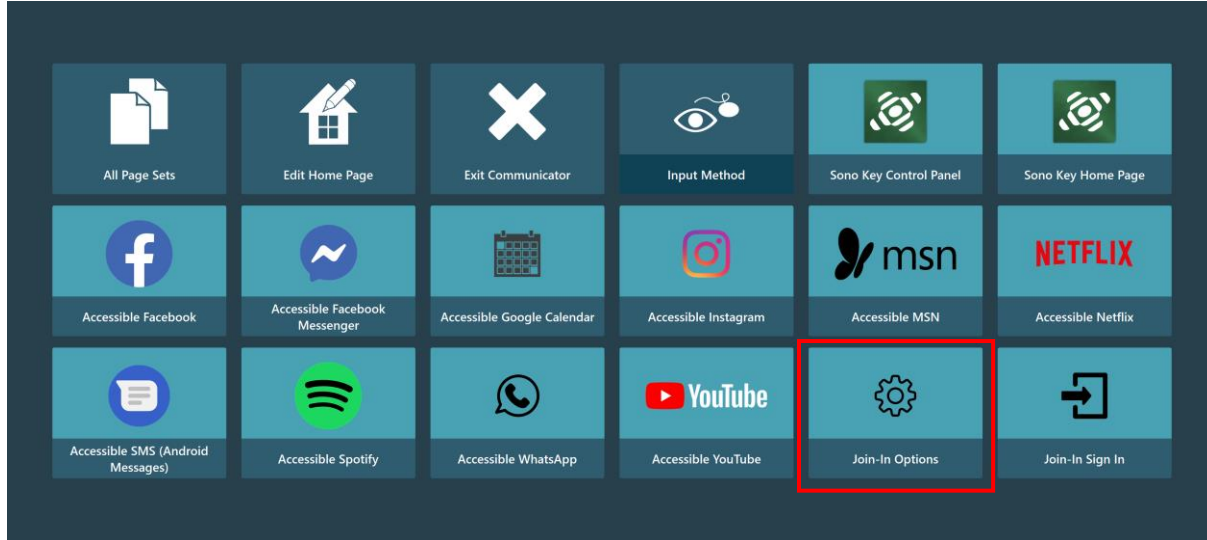 All Page Sets
Edit Home Page
Exit Communicator
Input Method
Sono Key Control Panel
Sono Key Home Page
msn
NETFLIX
Accessible Facebook
Accessible Facebook
Messenger
Accessible Google Calendar
Accessible Instagram
Accessible MSN
Accessible Netflix
YouTube
Accessible SMS (Android
Messages)
Accessible Spotify
Accessible WhatsApp
Accessible YouTube
Join-In Options
Join-In Sign In